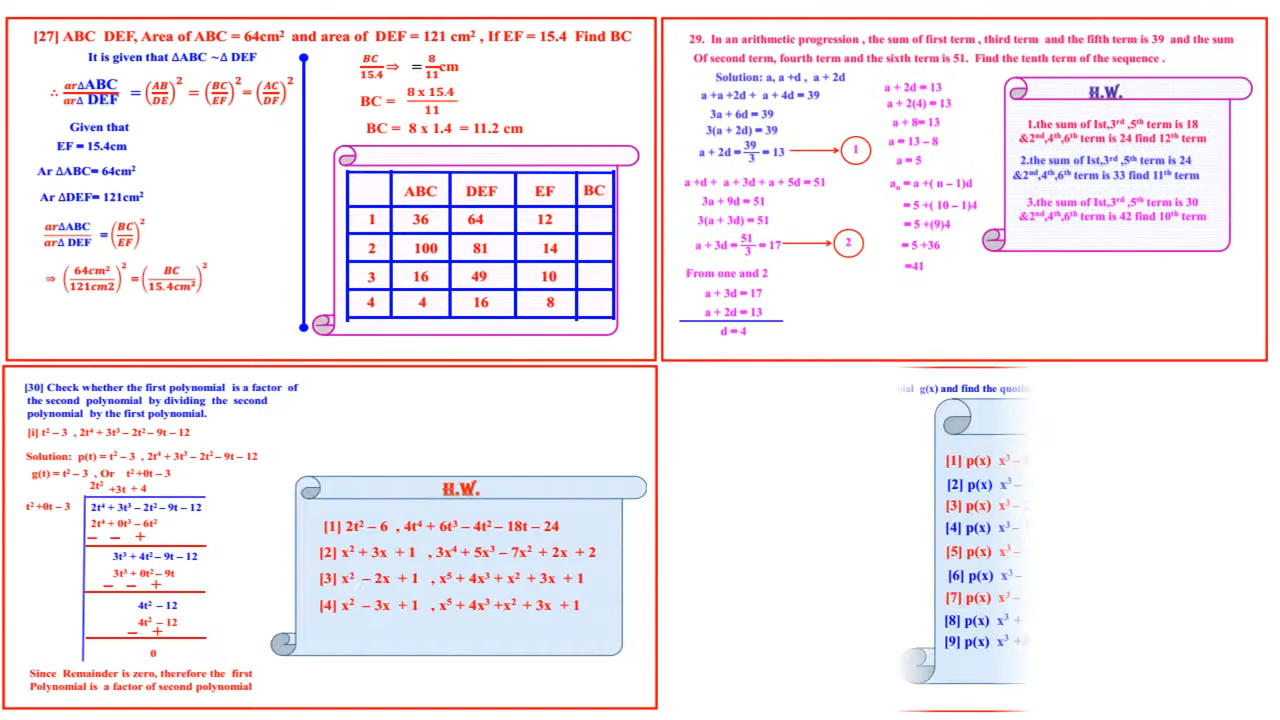 [27] ABC DEF, Area of ABC = 64cm² and area of DEF = 121 cm² , If EF = 15.4 Find BC
It is given that ΔABC ~Δ DEF
∴ arΔABC/arΔ DEF = (AB/DE)² = (BC/EF)² = (AC/DF)²
Given that
EF = 15.4cm
Ar ΔABC= 64cm²
Ar ΔDEF= 121cm²
arΔABC/arΔ DEF = (BC/EF)²
⇒ (64cm²/121cm2)² = (BC/15.4cm²)²
BC/15.4 ⇒ = 8/11 cm
BC = 8 x 15.4/11
BC = 8 x 1.4 = 11.2 cm
ABC DEF EF BC
1 36 64 12
2 100 81 14
3 16 49 10
4 4 16 8
29. In an arithmetic progression , the sum of first term , third term and the fifth term is 39 and the sum
Of second term, fourth term and the sixth term is 51. Find the tenth term of the sequence .
Solution: a, a +d , a + 2d
a +a +2d + a + 4d = 39
3a + 6d = 39
3(a + 2d) = 39
a + 2d = 39/3 = 13 1
a +d + a + 3d + a + 5d = 51
3a + 9d = 51
3(a + 3d) = 51
a + 3d = 51/3 = 17 2
From one and 2
a + 3d = 17
a + 2d = 13
d = 4
a + 2d = 13
a + 2(4) = 13
a + 8= 13
a = 13 – 8
a = 5
aₙ = a +( n – 1)d
= 5 +( 10 – 1)4
= 5 +(9)4
= 5 +36
=41
H.W.
1.the sum of Ist,3ʳᵈ ,5ᵗʰ term is 18
&2ⁿᵈ,4ᵗʰ,6ᵗʰ term is 24 find 12ᵗʰ term
2.the sum of Ist,3ʳᵈ ,5ᵗʰ term is 24
&2ⁿᵈ,4ᵗʰ,6ᵗʰ term is 33 find 11ᵗʰ term
3.the sum of Ist,3ʳᵈ ,5ᵗʰ term is 30
&2ⁿᵈ,4ᵗʰ,6ᵗʰ term is 42 find 10ᵗʰ term
[30] Check whether the first polynomial is a factor of
the second polynomial by dividing the second
polynomial by the first polynomial.
[i] t² – 3 , 2t⁴ + 3t³ – 2t² – 9t – 12
Solution: p(t) = t² – 3 , 2t⁴ + 3t³ – 2t² – 9t – 12
g(t) = t² – 3 , Or t² +0t – 3
2t² +3t + 4
t² +0t – 3 2t⁴ + 3t³ – 2t² – 9t – 12
2t⁴ + 0t³ – 6t²
– – +
3t³ + 4t² – 9t – 12
3t³ + 0t² – 9t
– – +
4t² – 12
4t² – 12
– +
0
Since Remainder is zero, therefore the first
Polynomial is a factor of second polynomial
H.W.
[1] 2t² – 6 , 4t⁴ + 6t³ – 4t² – 18t – 24
[2] x² + 3x + 1 , 3x⁴ + 5x³ – 7x² + 2x + 2
[3] x² – 2x + 1 , x⁵ + 4x³ + x² + 3x + 1
[4] x² – 3x + 1 , x⁵ + 4x³ +x² + 3x + 1
g(x) and find the
[1] p(x) x³ –
[2] p(x) x³ –
[3] p(x) x³ –
[4] p(x) x³ –
[5] p(x) x³ –
[6] p(x) x³ –
[7] p(x) x³ –
[8] p(x) x³ +
[9] p(x) x³ +